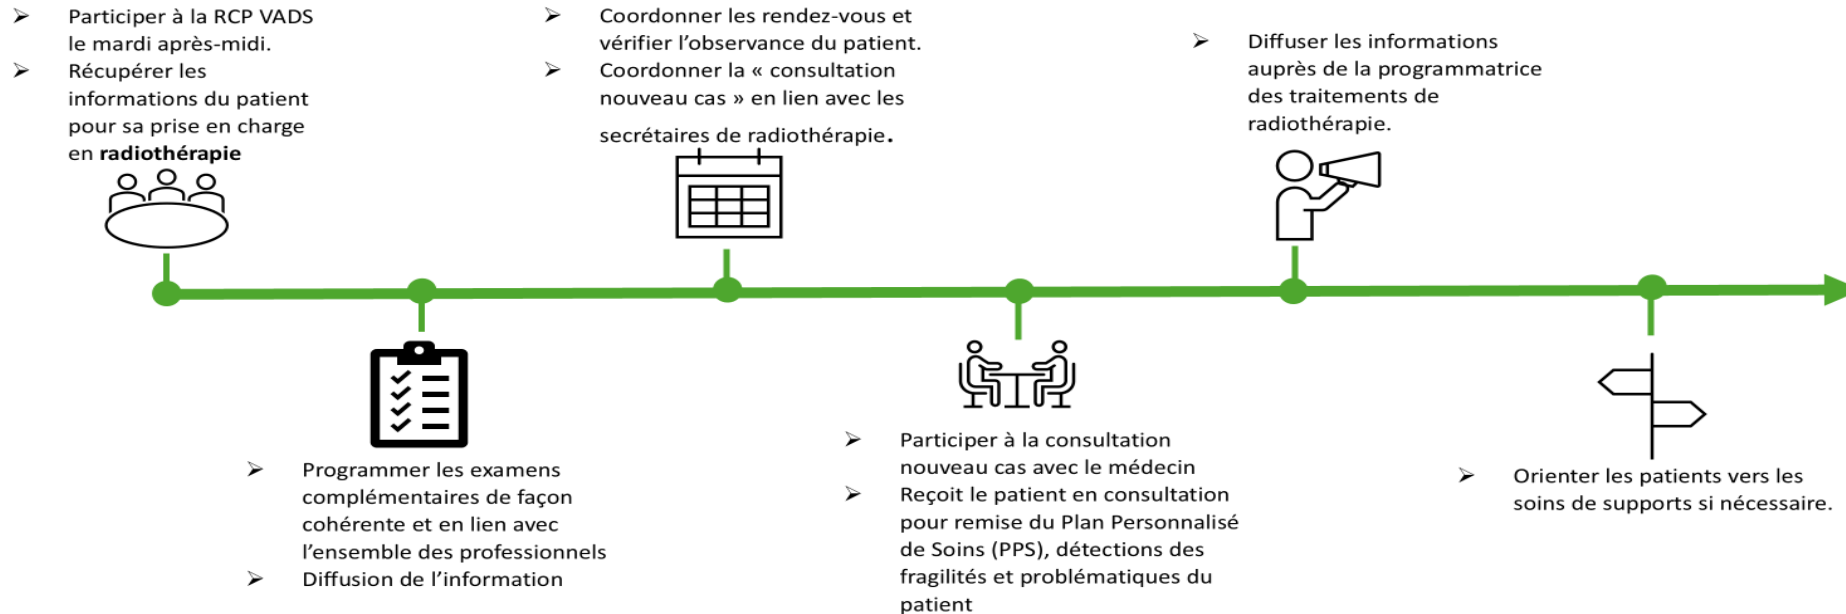 ➢ Participer à la RCP VADS
le mardi après-midi.
➢ Récupérer les
informations du patient
pour sa prise en charge
en radiothérapie
➢ Programmer les examens
complémentaires de façon
cohérente et en lien avec
l’ensemble des professionnels
➢ Diffusion de l’information
➢ Coordonner les rendez-vous et
vérifier l’observance du patient.
➢ Coordonner la « consultation
nouveau cas » en lien avec les
secrétaires de radiothérapie.
➢ Participer à la consultation
nouveau cas avec le médecin
➢ Reçoit le patient en consultation
pour remise du Plan Personnalisé
de Soins (PPS), détections des
fragilités et problématiques du
patient
➢ Diffuser les informations
auprès de la programmatrice
des traitements de
radiothérapie.
➢ Orienter les patients vers les
soins de supports si nécessaire.